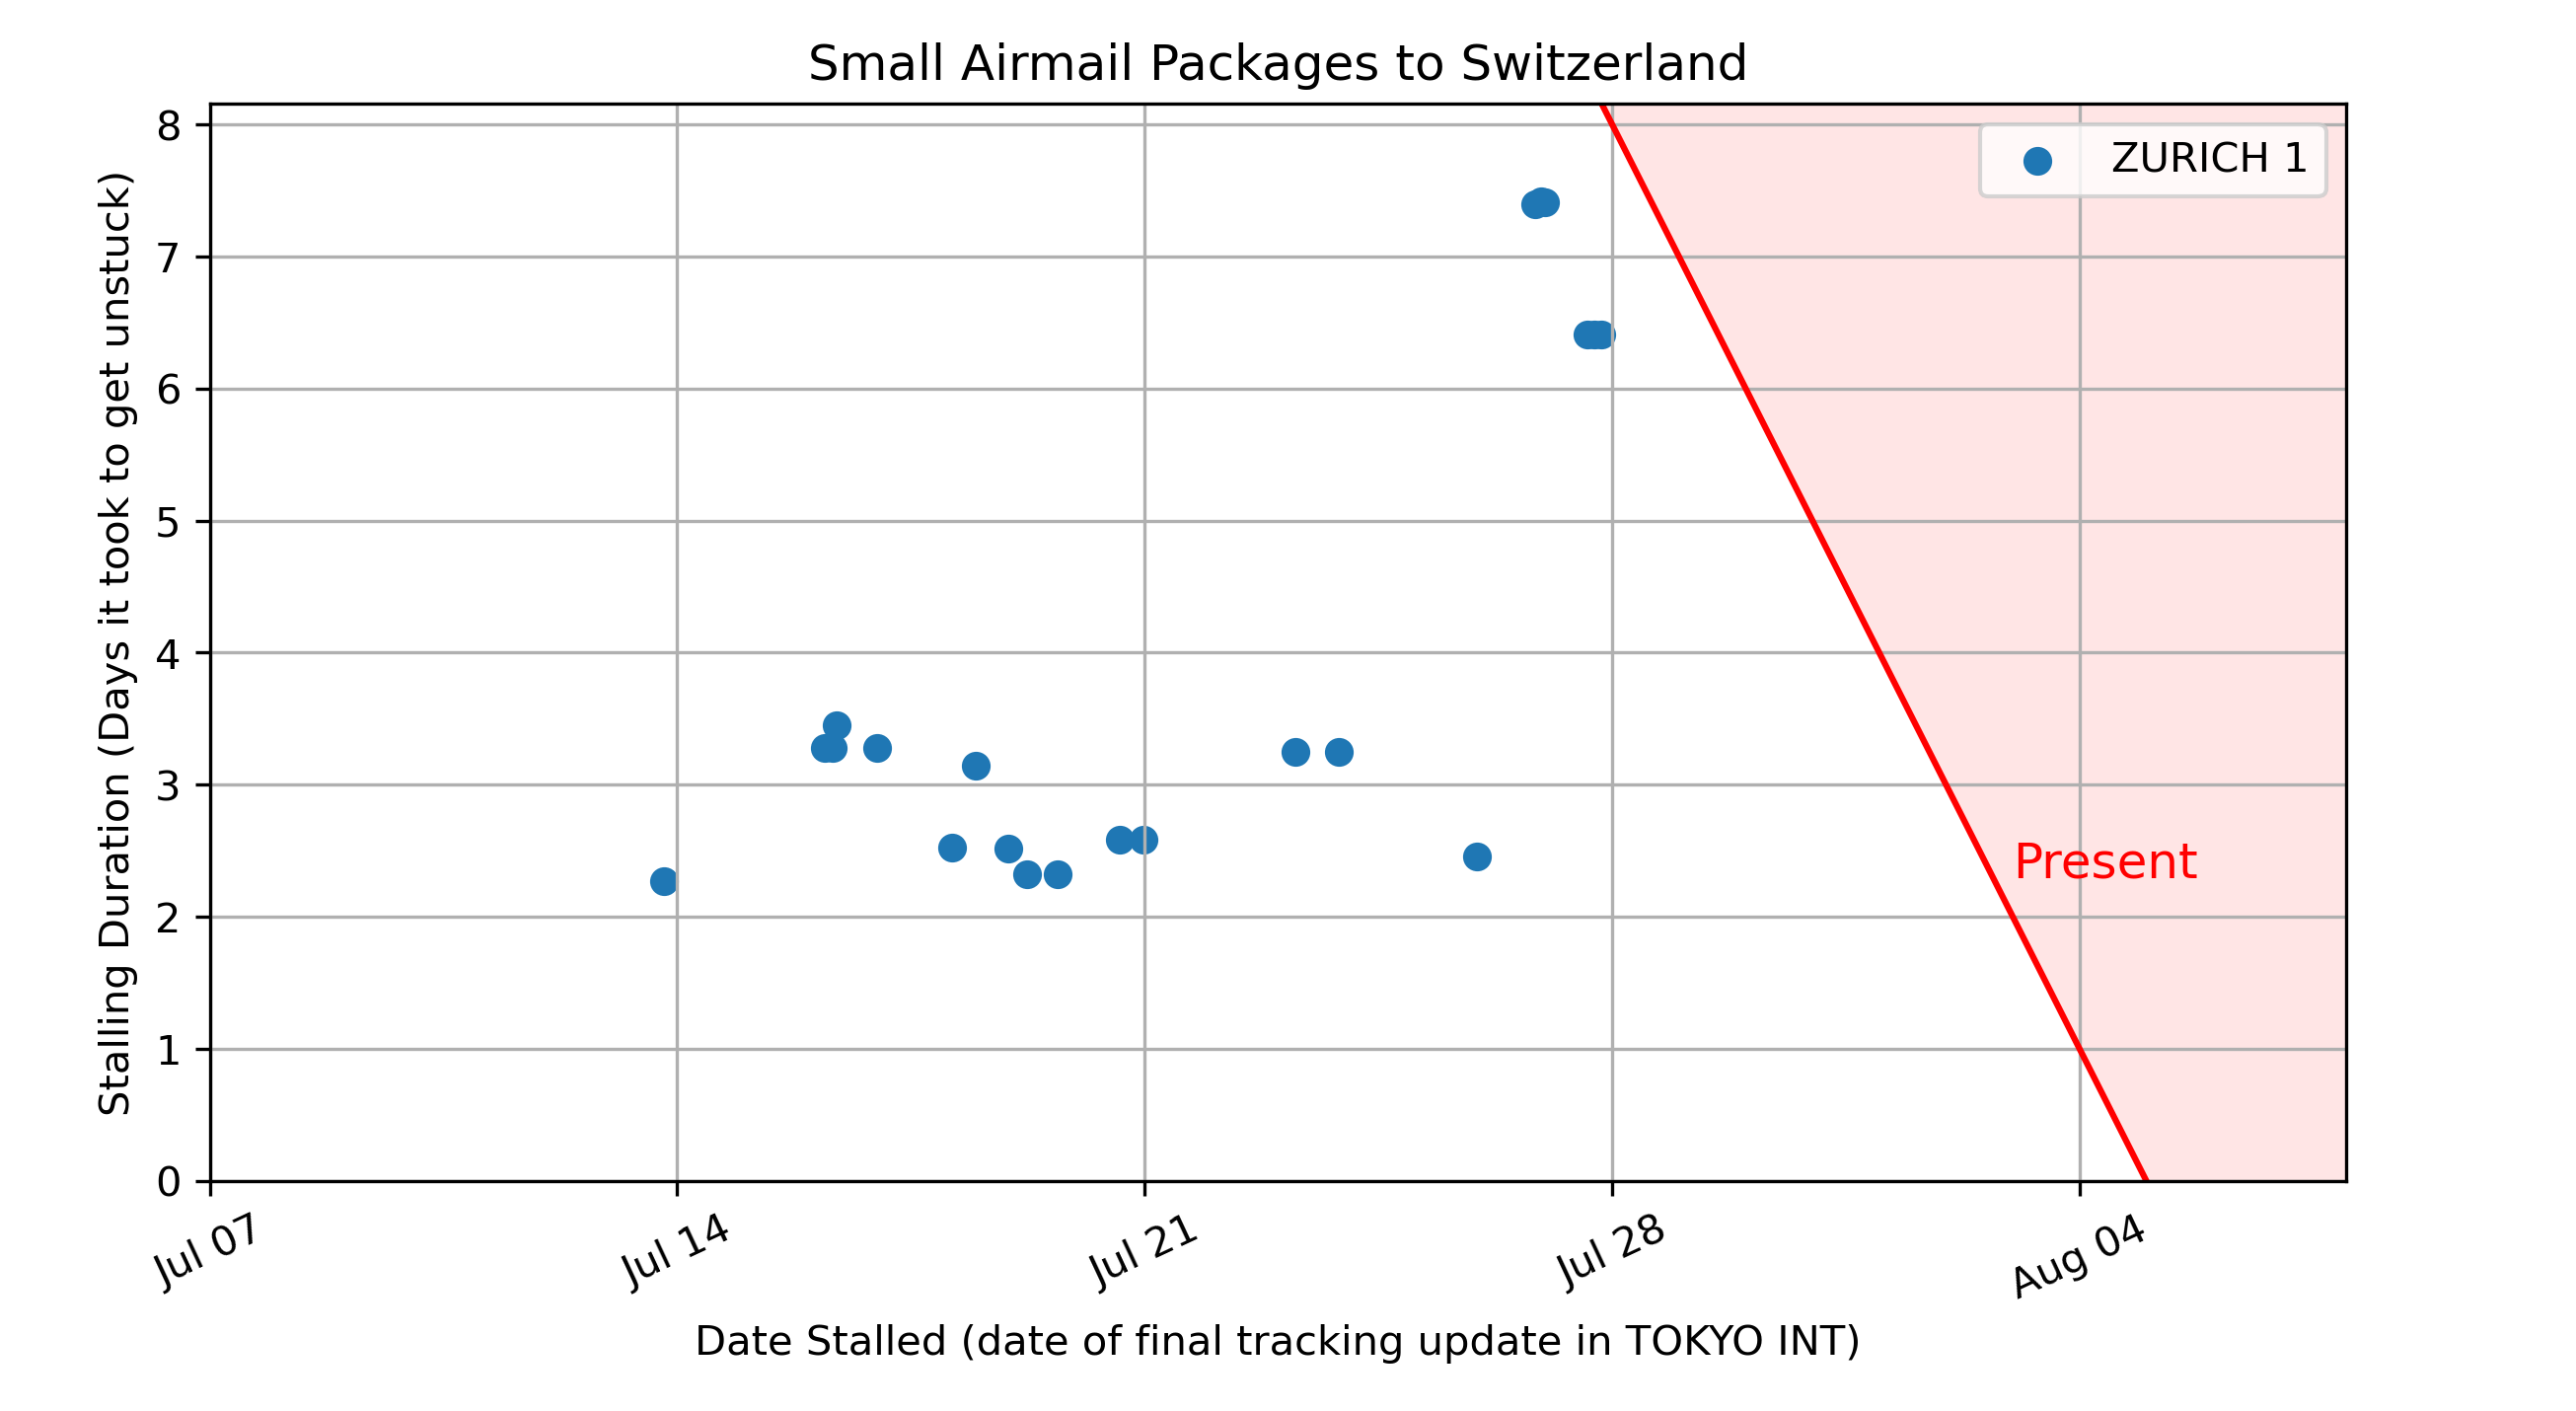 Small Airmail Packages to Switzerland
Stalling Duration (Days it took to get unstuck)
8
7
6
5
4
3
2
1
0
ZURICH 1
Present
Jul 07
Jul 14
Jul 21
Jul 28
Aug 04
Date Stalled (date of final tracking update in TOKYO INT)